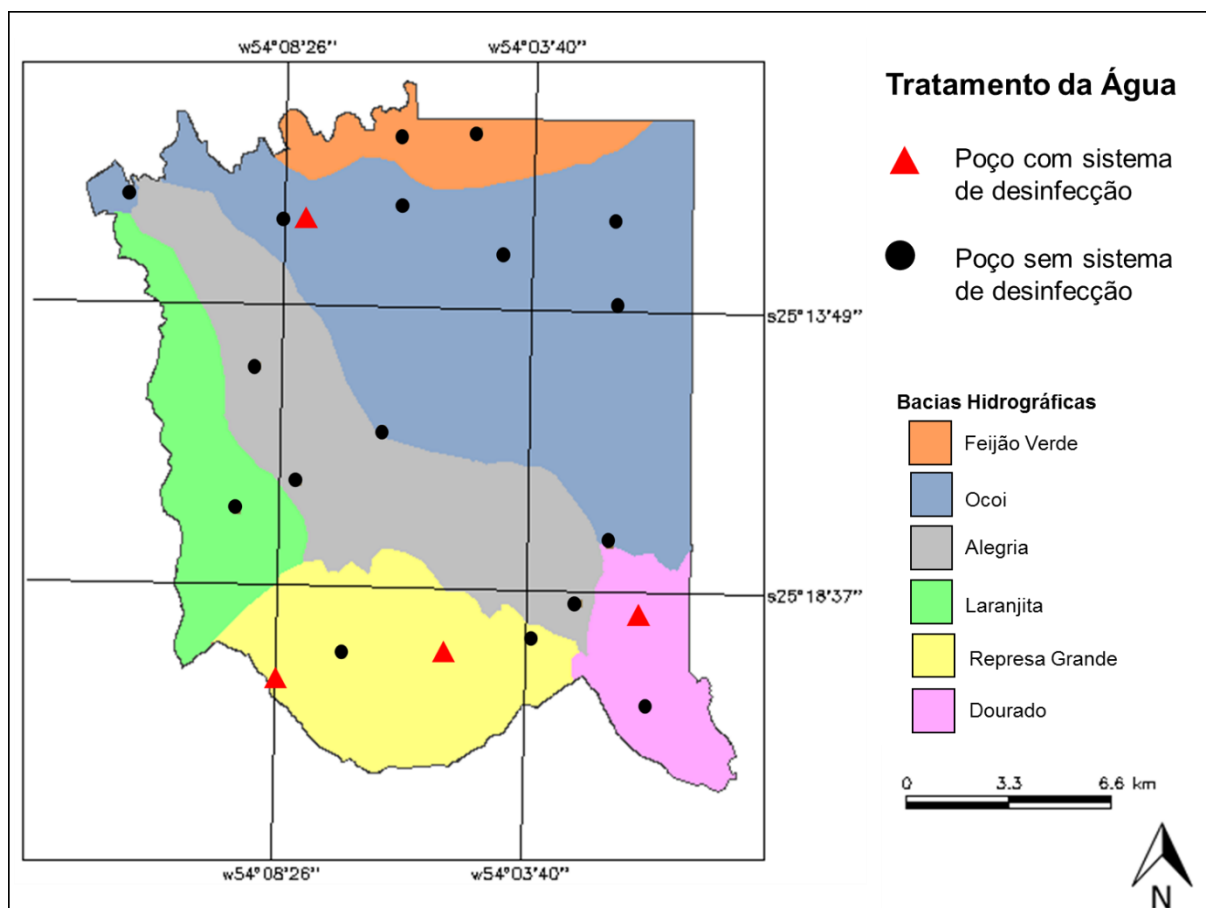 w54°08'26''
w54°03'40''
Tratamento da Água
Poço com sistema
de desinfecção
Poço sem sistema
de desinfecção
s25°13'49''
Bacias Hidrográficas
Feijão Verde
Ocoi
Alegria
Laranjita
s25°18'37''
Represa Grande
Dourado
0 3.3 6.6 km
w54°08'26''
w54°03'40''
N